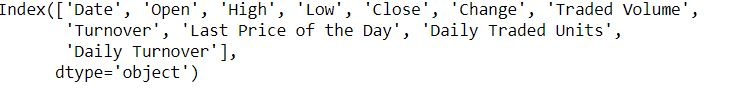 Index(['Date', 'Open', 'High', 'Low', 'Close', 'Change', 'Traded Volume',
'Turnover', 'Last Price of the Day', 'Daily Traded Units',
'Daily Turnover'],
dtype='object')